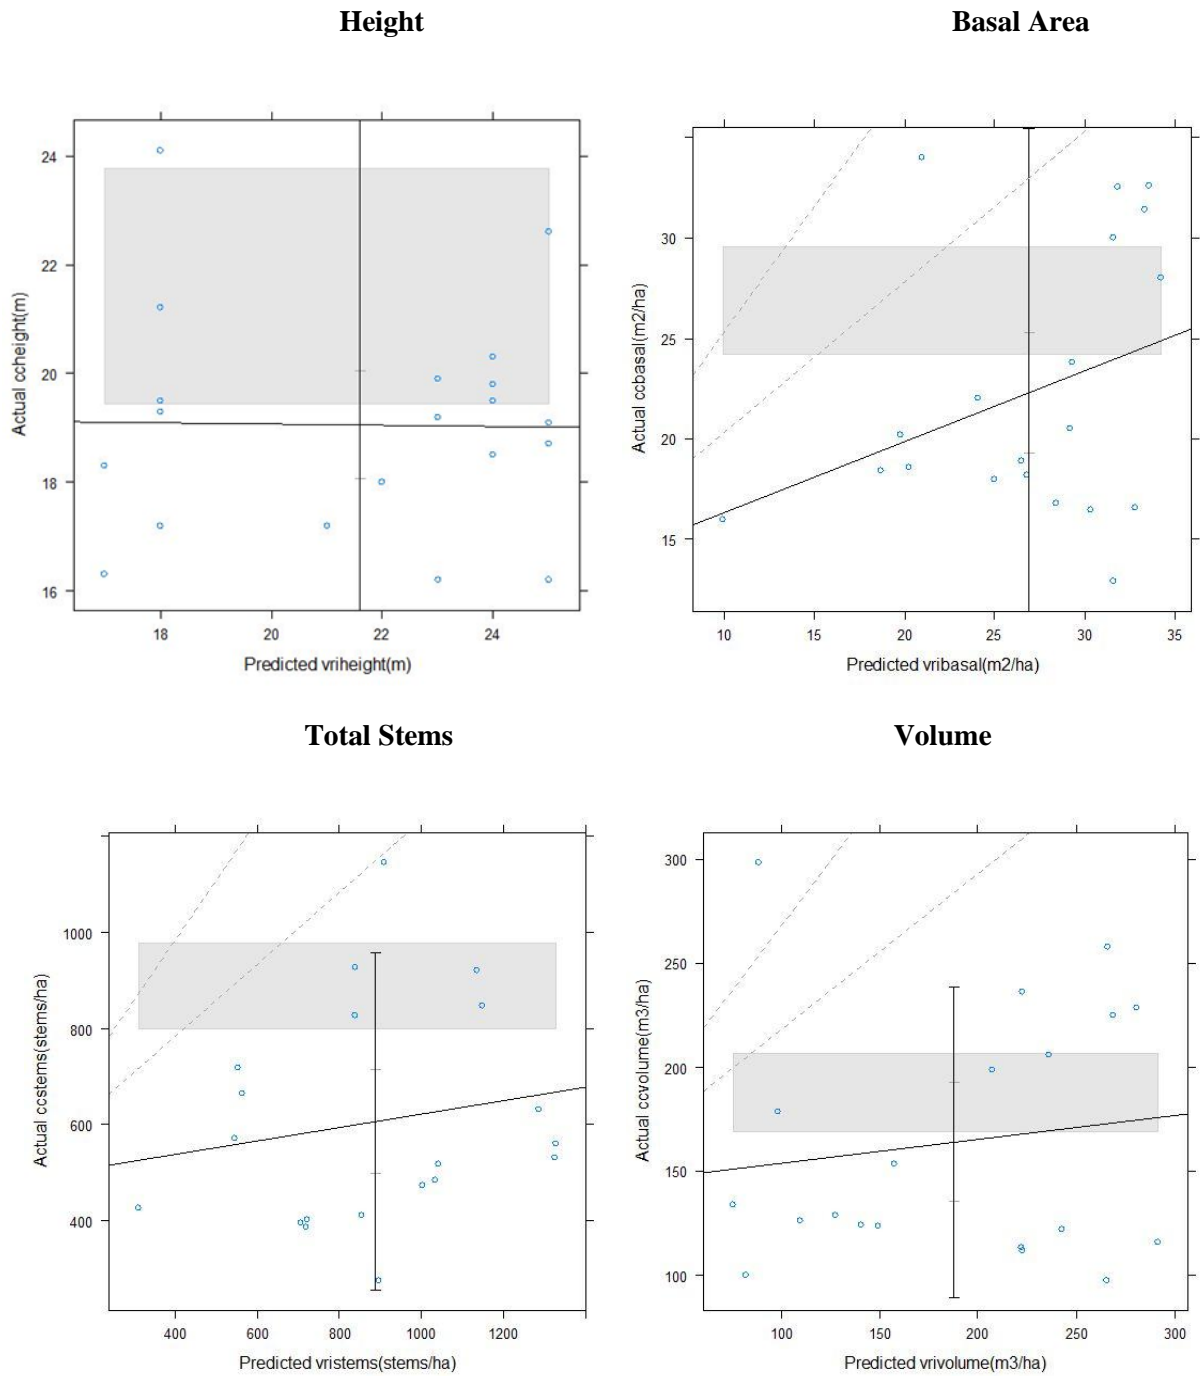 Height
Basal Area
24
22
20
18
16
Actual ccheight(m)
18 20 22 24
Predicted vriheight(m)
30
25
20
15
Actual ccbasal(m2/ha)
10 15 20 25 30 35
Predicted vribasal(m2/ha)
Total Stems
Volume
1000
800
600
400
Actual ccstems(stems/ha)
400 600 800 1000 1200
Predicted vristems(stems/ha)
300
250
200
150
100
Actual ccvolume(m3/ha)
100 150 200 250 300
Predicted vrivolume(m3/ha)